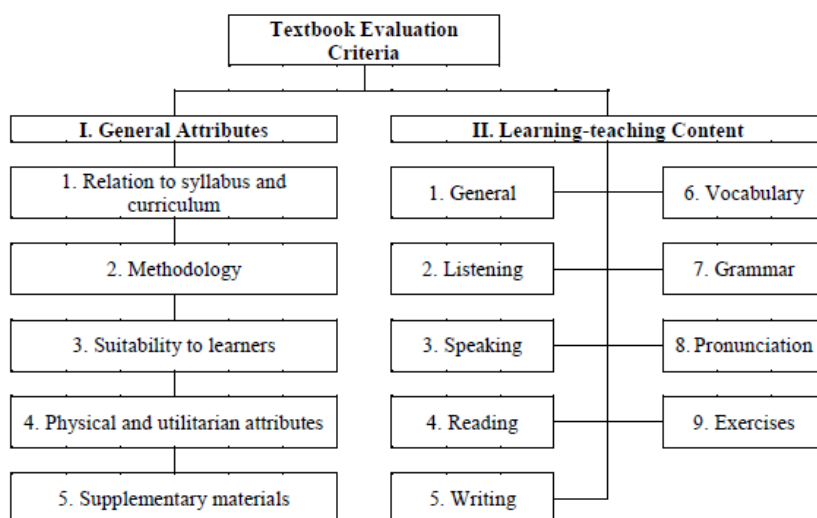 Textbook Evaluation
Criteria
I. General Attributes
II. Learning-teaching Content
1. Relation to syllabus and
curriculum
2. Methodology
3. Suitability to learners
4. Physical and utilitarian attributes
5. Supplementary materials
1. General
2. Listening
3. Speaking
4. Reading
5. Writing
6. Vocabulary
7. Grammar
8. Pronunciation
9. Exercises